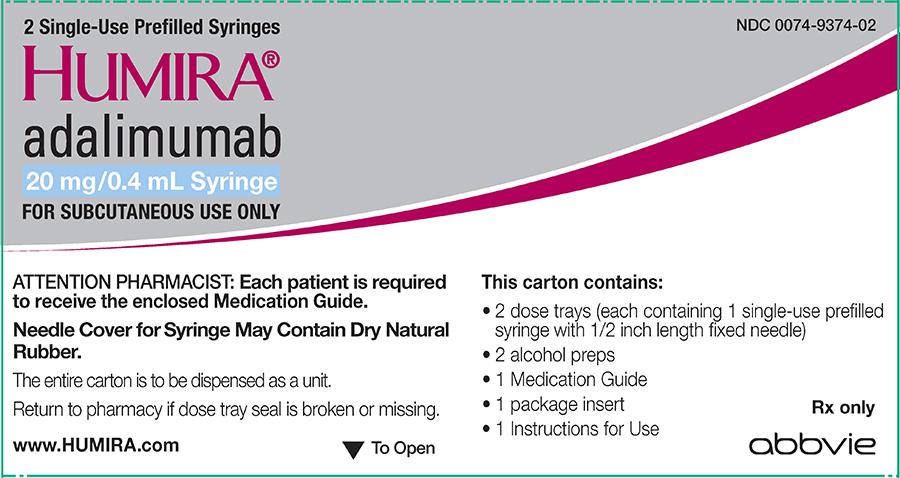 2 Single-Use Prefilled Syringes
NDC 0074-9374-02
HUMIRA®
adalimumab
20 mg/0.4 mL Syringe
FOR SUBCUTANEOUS USE ONLY
ATTENTION PHARMACIST: Each patient is required
to receive the enclosed Medication Guide.
Needle Cover for Syringe May Contain Dry Natural
Rubber.
The entire carton is to be dispensed as a unit.
Return to pharmacy if dose tray seal is broken or missing.
www.HUMIRA.com
▼ To Open
This carton contains:
• 2 dose trays (each containing 1 single-use prefilled
syringe with 1/2 inch length fixed needle)
• 2 alcohol preps
• 1 Medication Guide
• 1 package insert
• 1 Instructions for Use
Rx only
abbvie